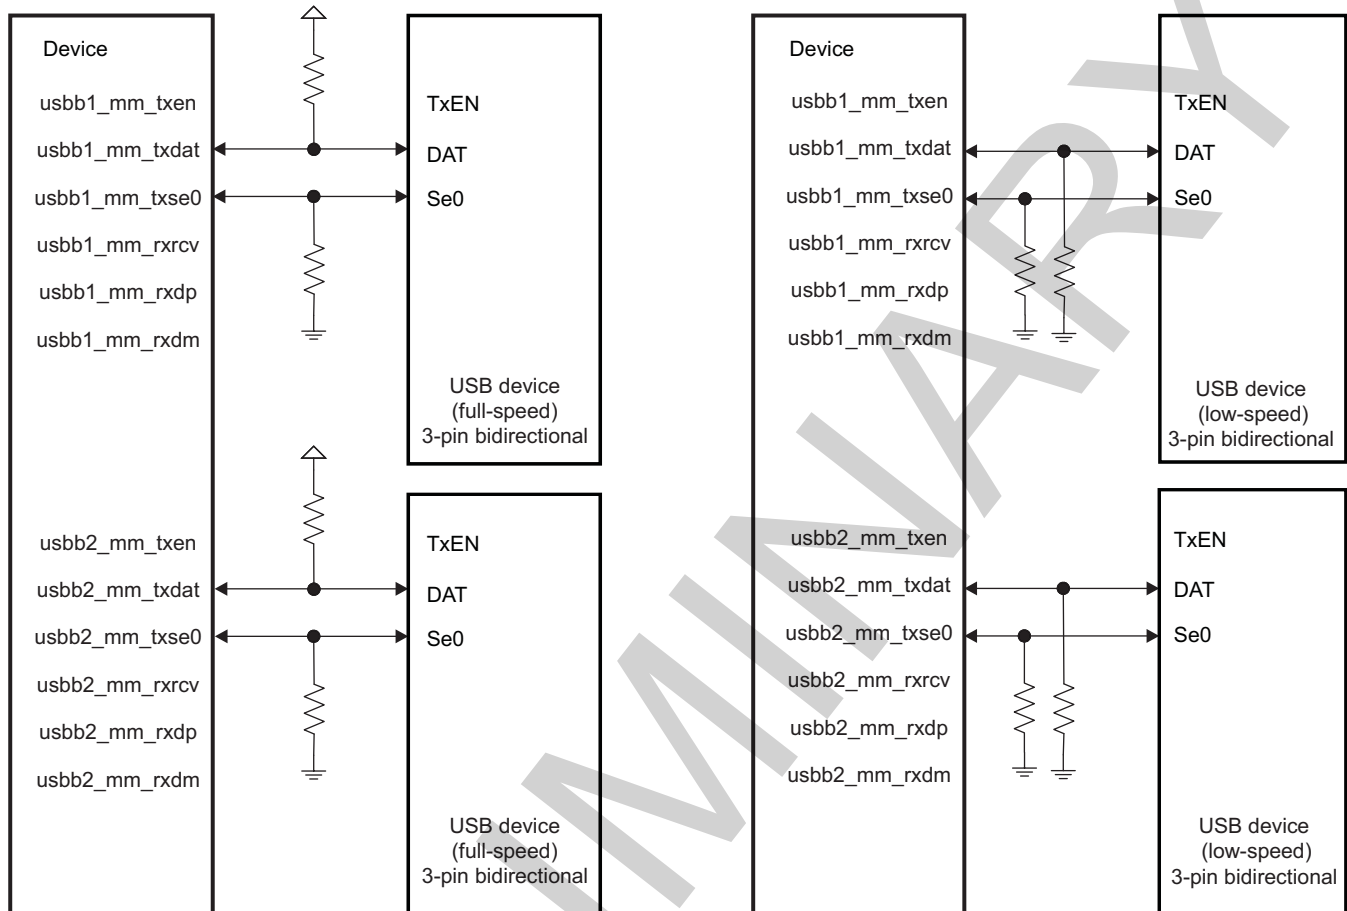 Device
usbb1_mm_txen
usbb1_mm_txdat
usbb1_mm_txse0
usbb1_mm_rxrcv
usbb1_mm_rxdp
usbb1_mm_rxdm
TxEN
DAT
Se0
USB device
(full-speed)
3-pin bidirectional
usbb2_mm_txen
usbb2_mm_txdat
usbb2_mm_txse0
usbb2_mm_rxrcv
usbb2_mm_rxdp
usbb2_mm_rxdm
TxEN
DAT
Se0
USB device
(full-speed)
3-pin bidirectional
Device
usbb1_mm_txen
usbb1_mm_txdat
usbb1_mm_txse0
usbb1_mm_rxrcv
usbb1_mm_rxdp
usbb1_mm_rxdm
TxEN
DAT
Se0
USB device
(low-speed)
3-pin bidirectional
usbb2_mm_txen
usbb2_mm_txdat
usbb2_mm_txse0
usbb2_mm_rxrcv
usbb2_mm_rxdp
usbb2_mm_rxdm
TxEN
DAT
Se0
USB device
(low-speed)
3-pin bidirectional
IMINARY